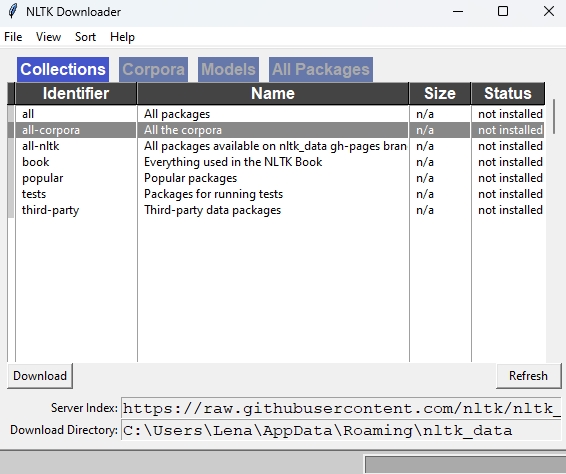 NLTK Downloader
File View Sort Help
Collections Corpora Models All Packages
Identifier Name Size Status
all All packages n/a not installed
all-corpora All the corpora n/a not installed
all-nltk All packages available on nltk_data gh-pages bran n/a not installed
book Everything used in the NLTK Book n/a not installed
popular Popular packages n/a not installed
tests Packages for running tests n/a not installed
third-party Third-party data packages n/a not installed
Download Refresh
Server Index: https://raw.githubusercontent.com/nltk/nltk_
Download Directory: C:\Users\Lena\AppData\Roaming\nltk_data